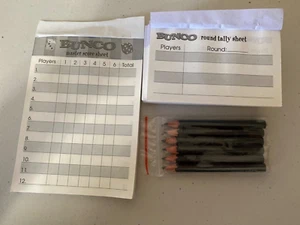 BUNCO
master score sheet
Players 1 2 3 4 5 6 Total
1.
2.
3.
4.
5.
6.
7.
8.
9.
10.
11.
12.
BUNCO round tally sheet
Players Round: